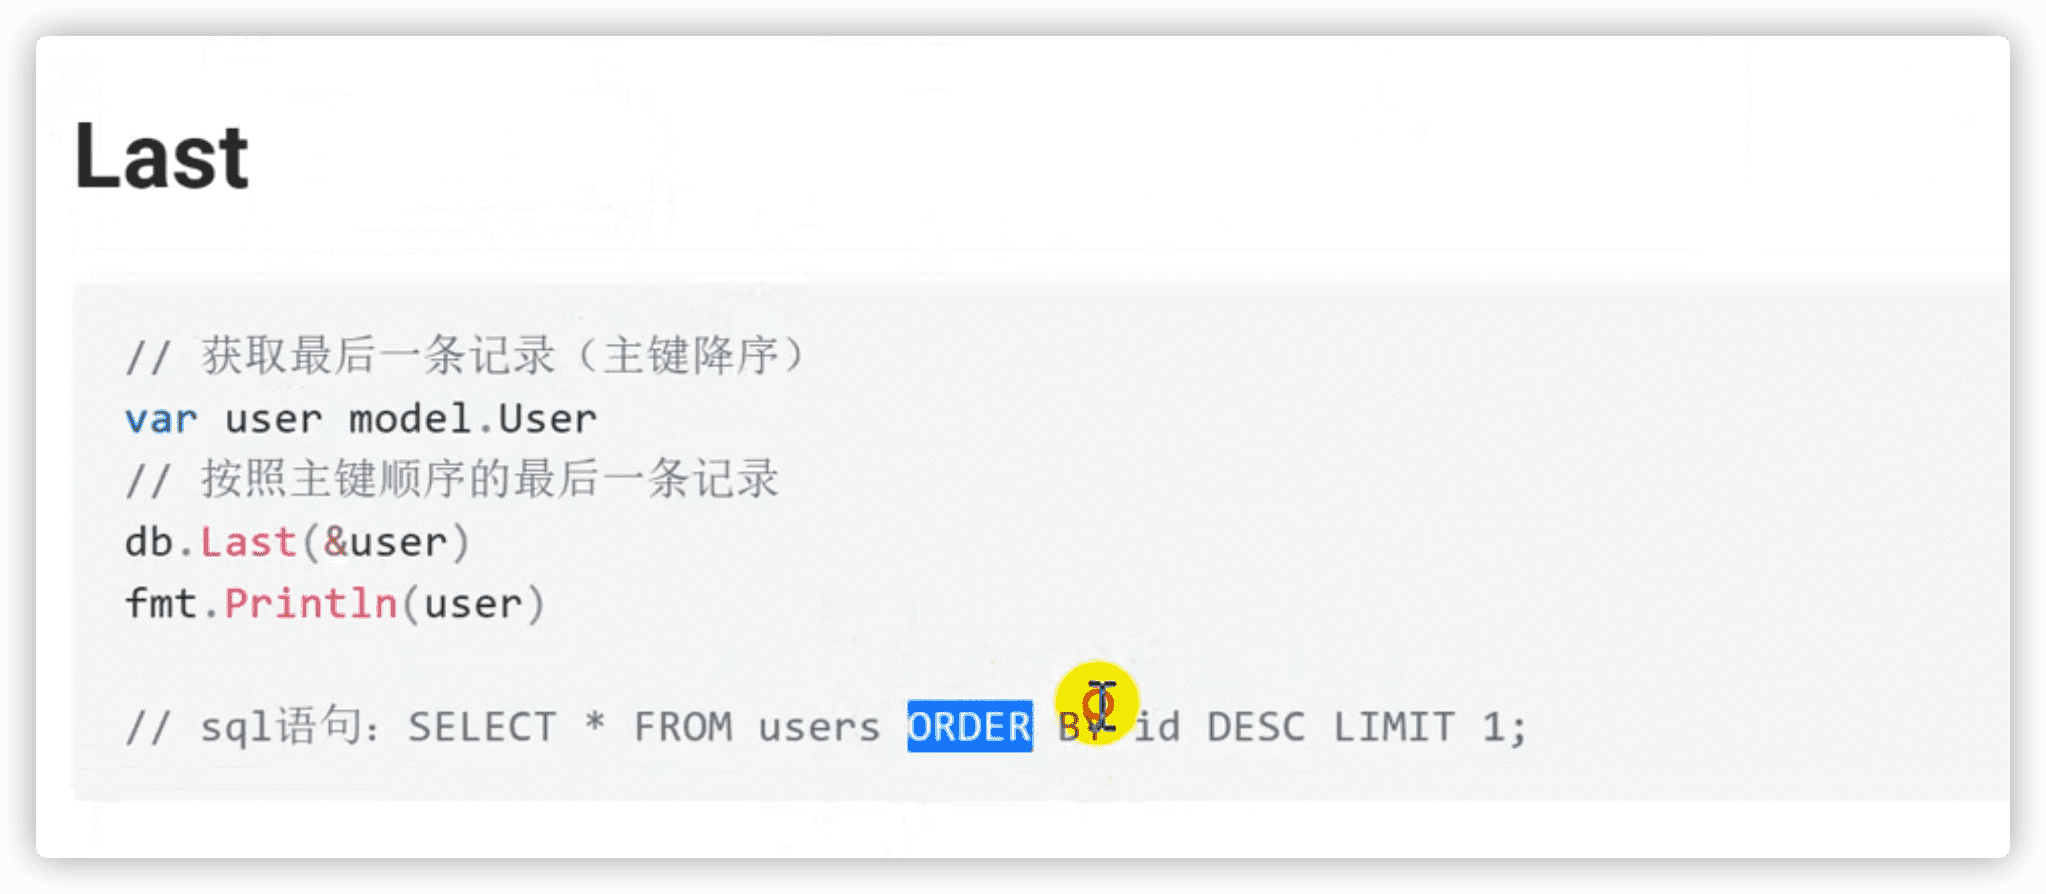 Last
// 获取最后一条记录（主键降序）
var user model.User
// 按照主键顺序的最后一条记录
db.Last(&user)
fmt.Println(user)
// sql语句：SELECT * FROM users ORDER BY id DESC LIMIT 1;